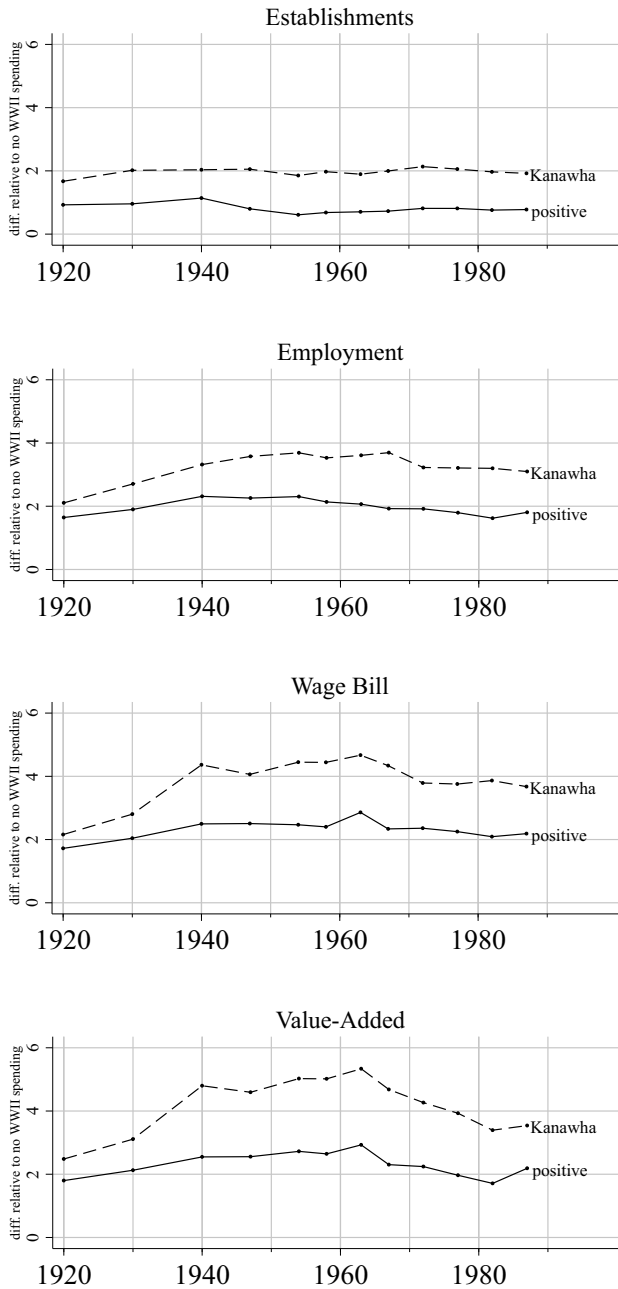 Establishments
diff. relative to no WWII spending
6
4
2
0
Kanawha
positive
1920 1940 1960 1980
Employment
diff. relative to no WWII spending
6
4
2
0
Kanawha
positive
1920 1940 1960 1980
Wage Bill
diff. relative to no WWII spending
6
4
2
0
Kanawha
positive
1920 1940 1960 1980
Value-Added
diff. relative to no WWII spending
6
4
2
0
Kanawha
positive
1920 1940 1960 1980